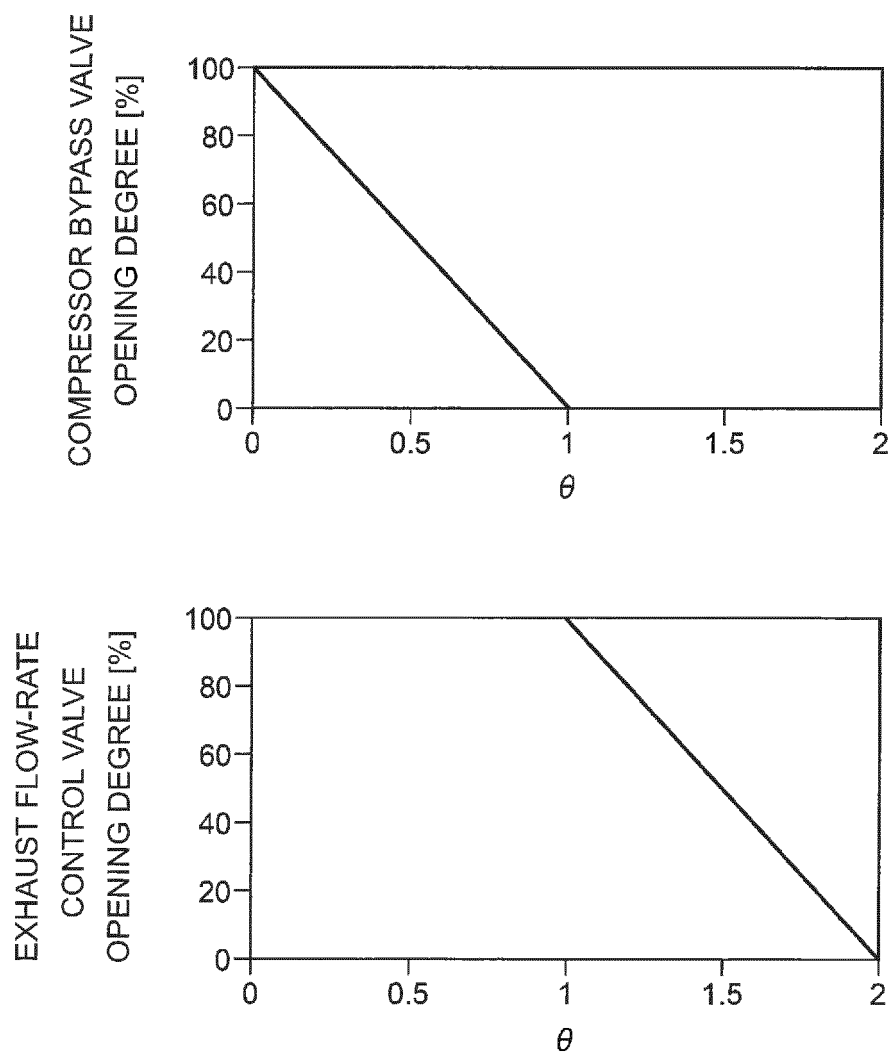 COMPRESSOR BYPASS VALVE
OPENING DEGREE [%]
100
80
60
40
20
0
0 0.5 1 1.5 2
θ
EXHAUST FLOW-RATE
CONTROL VALVE
OPENING DEGREE [%]
100
80
60
40
20
0
0 0.5 1 1.5 2
θ